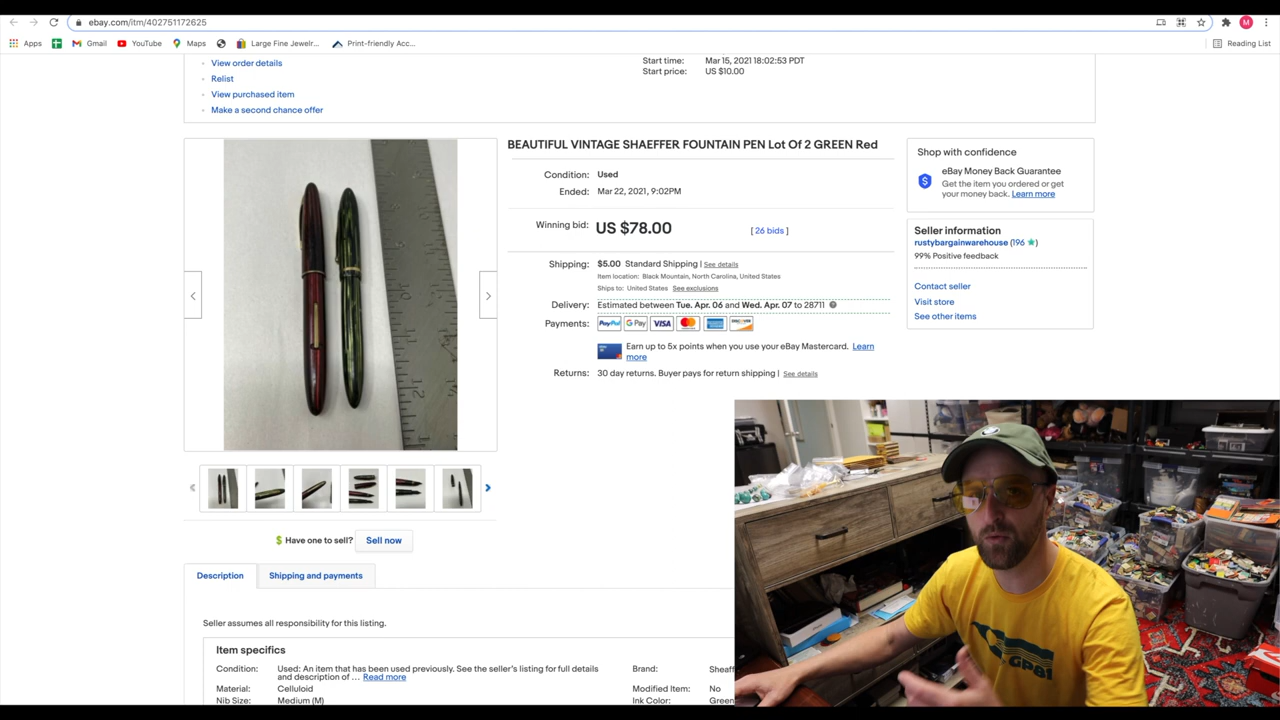 ebay.com/itm/402751172625
M
Apps
Gmail
YouTube
Maps
Large Fine Jewelr...
Print-friendly Acc...
Reading List
View order details
Relist
View purchased item
Make a second chance offer
Start time: Mar 15, 2021 18:02:53 PDT
Start price: US $10.00
BEAUTIFUL VINTAGE SHAEFFER FOUNTAIN PEN Lot Of 2 GREEN Red
Condition: Used
Ended: Mar 22, 2021, 9:02PM
Winning bid: US $78.00 [ 26 bids ]
Shipping: $5.00 Standard Shipping | See details
Item location: Black Mountain, North Carolina, United States
Ships to: United States See exclusions
Delivery: Estimated between Tue. Apr. 06 and Wed. Apr. 07 to 28711
Payments: PayPal G Pay VISA
Earn up to 5x points when you use your eBay Mastercard. Learn
more
Returns: 30 day returns. Buyer pays for return shipping | See details
Shop with confidence
eBay Money Back Guarantee
Get the item you ordered or get
your money back. Learn more
Seller information
rustybargainwarehouse (196 )
99% Positive feedback
Contact seller
Visit store
See other items
Have one to sell? Sell now
Description
Shipping and payments
Seller assumes all responsibility for this listing.
Item specifics
Condition: Used: An item that has been used previously. See the seller's listing for full details
and description of ... Read more
Material: Celluloid
Nib Size: Medium (M)
Brand: Sheaff
Modified Item: No
Ink Color: Green